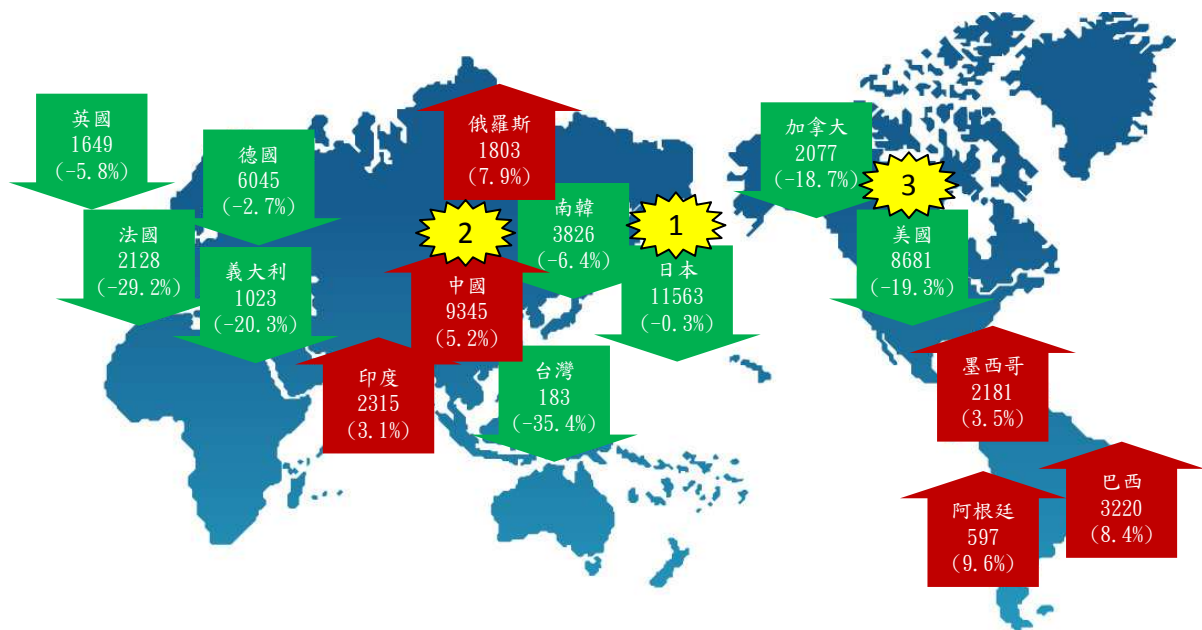 英國
1649
(-5.8%)
德國
6045
(-2.7%)
俄羅斯
1803
(7.9%)
加拿大
2077
(-18.7%)
3
法國
2128
(-29.2%)
義大利
1023
(-20.3%)
2
中國
9345
(5.2%)
南韓
3826
(-6.4%)
1
日本
11563
(-0.3%)
美國
8681
(-19.3%)
印度
2315
(3.1%)
台灣
183
(-35.4%)
墨西哥
2181
(3.5%)
阿根廷
597
(9.6%)
巴西
3220
(8.4%)